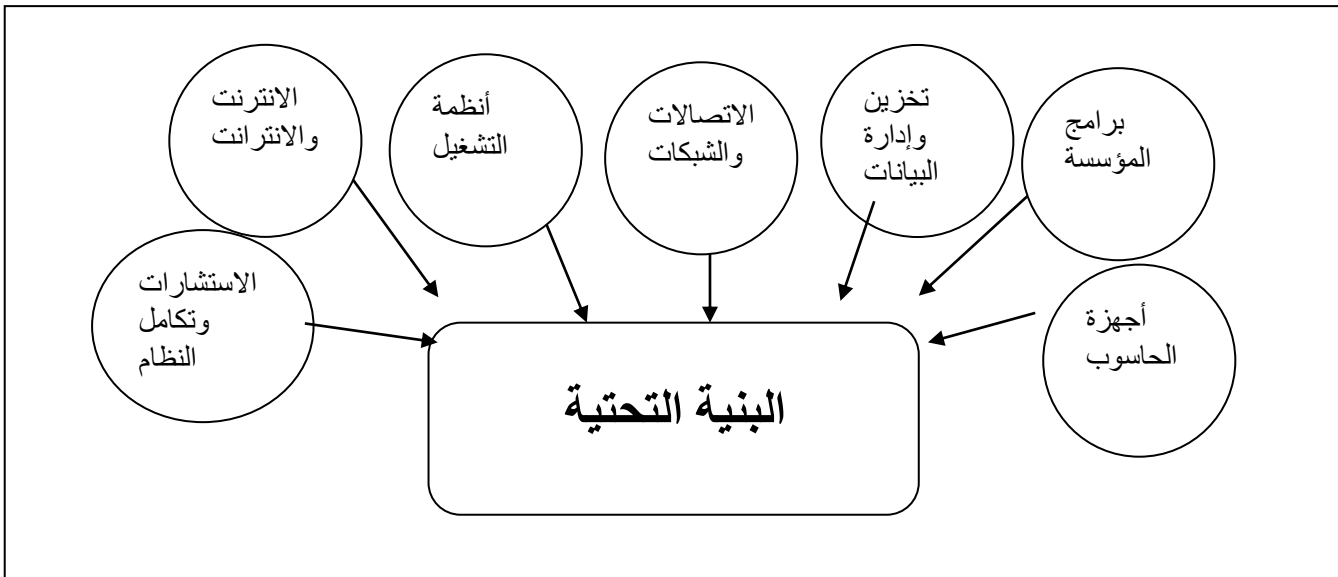 برامج
المؤسسة
تخزين
وإدارة
البيانات
الاتصالات
والشبكات
أنظمة
التشغيل
الانترنت
والانترانت
أجهزة
الحاسوب
الاستشارات
وتكامل
النظام
البنية التحتية